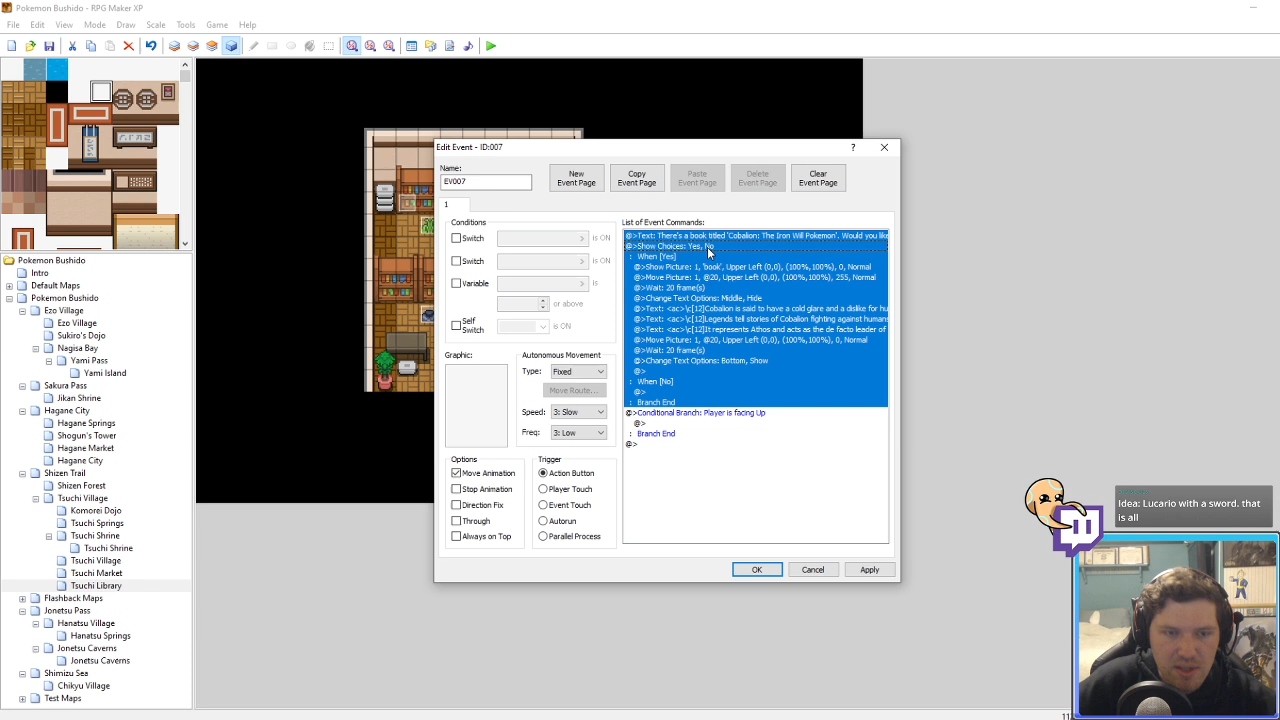 Pokemon Bushido - RPG Maker XP
File Edit View Mode Draw Scale Tools Game Help
Edit Event - ID:007
Name:
EV007
New Event Page
Copy Event Page
Paste Event Page
Delete Event Page
Clear Event Page
1
Conditions
Switch is ON
Switch is ON
Variable is
or above
Self Switch is ON
Graphic:
Autonomous Movement
Type: Fixed
Move Route...
Speed: 3: Slow
Freq: 3: Low
Options
Move Animation
Stop Animation
Direction Fix
Through
Always on Top
Trigger
Action Button
Player Touch
Event Touch
Autorun
Parallel Process
List of Event Commands:
@>Text: There's a book titled 'Cobalion: The Iron Will Pokemon'. Would you like
@>Show Choices: Yes, No
: When [Yes]
@>Show Picture: 1, 'book', Upper Left (0,0), (100%,100%), 0, Normal
@>Move Picture: 1, @20, Upper Left (0,0), (100%,100%), 255, Normal
@>Wait: 20 frame(s)
@>Change Text Options: Middle, Hide
@>Text: <ac>\c[12]Cobalion is said to have a cold glare and a dislike for
@>Text: <ac>\c[12]Legends tell stories of Cobalion fighting against
@>Text: <ac>\c[12]It represents Athos and acts as the de facto leader of
@>Move Picture: 1, @20, Upper Left (0,0), (100%,100%), 0, Normal
@>Wait: 20 frame(s)
@>Change Text Options: Bottom, Show
@>
: When [No]
@>
: Branch End
@>Conditional Branch: Player is facing Up
@>
: Branch End
@>
OK Cancel Apply
Pokemon Bushido
Intro
Default Maps
Pokemon Bushido
Ezo Village
Ezo Village
Sukiro's Dojo
Nagisa Bay
Yami Pass
Yami Island
Sakura Pass
Jikan Shrine
Hagane City
Hagane Springs
Shogun's Tower
Hagane Market
Hagane City
Shizen Trail
Shizen Forest
Tsuchi Village
Komorei Dojo
Tsuchi Springs
Tsuchi Shrine
Tsuchi Shrine
Tsuchi Village
Tsuchi Market
Tsuchi Library
Flashback Maps
Jonetsu Pass
Hanatsu Village
Hanatsu Springs
Jonetsu Caverns
Jonetsu Caverns
Shimizu Sea
Chikyu Village
Test Maps
Idea: Lucario with a sword. that
is all